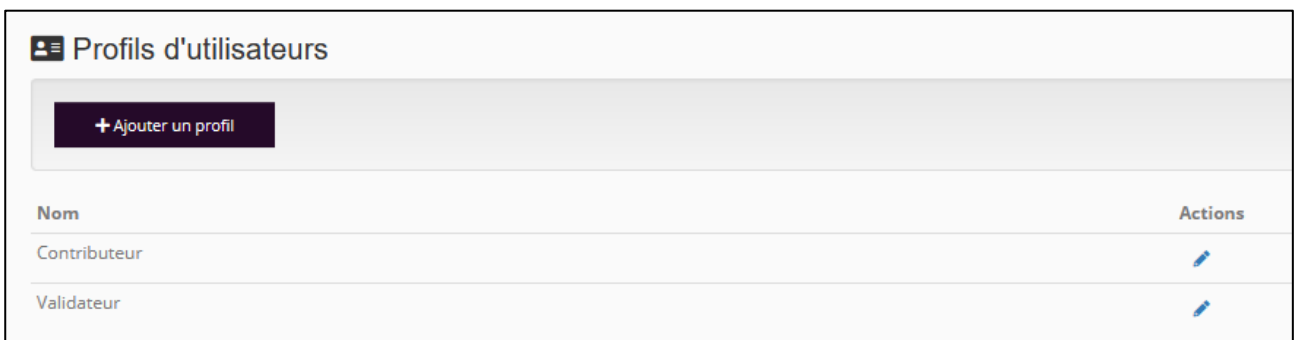 Profils d'utilisateurs
Ajouter un profil
Nom Actions
Contributeur
Validateur